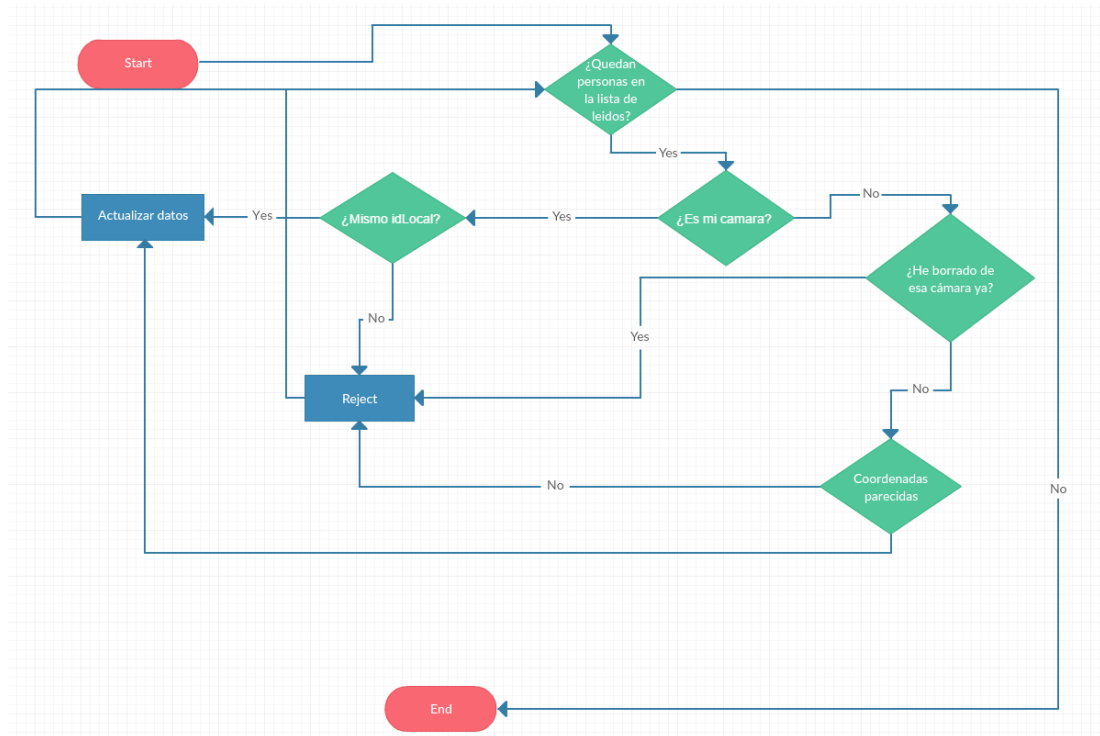 Start
¿Quedan
personas en
la lista de
leidos?
Yes
No
Actualizar datos
Yes
¿Mismo idLocal?
Yes
¿Es mi camara?
¿He borrado de
esa cámara ya?
No
Yes
Reject
No
Coordenadas
parecidas
No
No
End